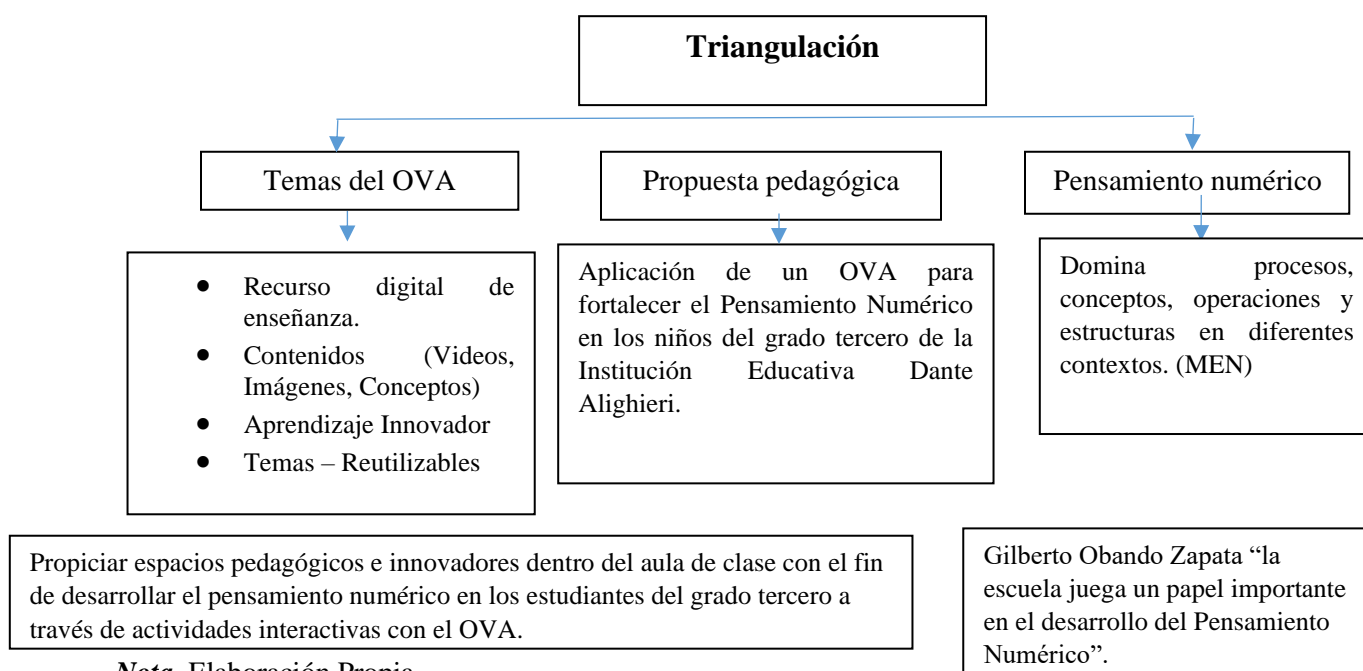 Triangulación
Temas del OVA
Propuesta pedagógica
Pensamiento numérico
● Recurso digital de
enseñanza.
● Contenidos (Videos,
Imágenes, Conceptos)
● Aprendizaje Innovador
● Temas – Reutilizables
Aplicación de un OVA para
fortalecer el Pensamiento Numérico
en los niños del grado tercero de la
Institución Educativa Dante
Alighieri.
Domina procesos,
conceptos, operaciones y
estructuras en diferentes
contextos. (MEN)
Propiciar espacios pedagógicos e innovadores dentro del aula de clase con el fin
de desarrollar el pensamiento numérico en los estudiantes del grado tercero a
través de actividades interactivas con el OVA.
Gilberto Obando Zapata “la
escuela juega un papel importante
en el desarrollo del Pensamiento
Numérico”.
Nota. Elaboración Propia